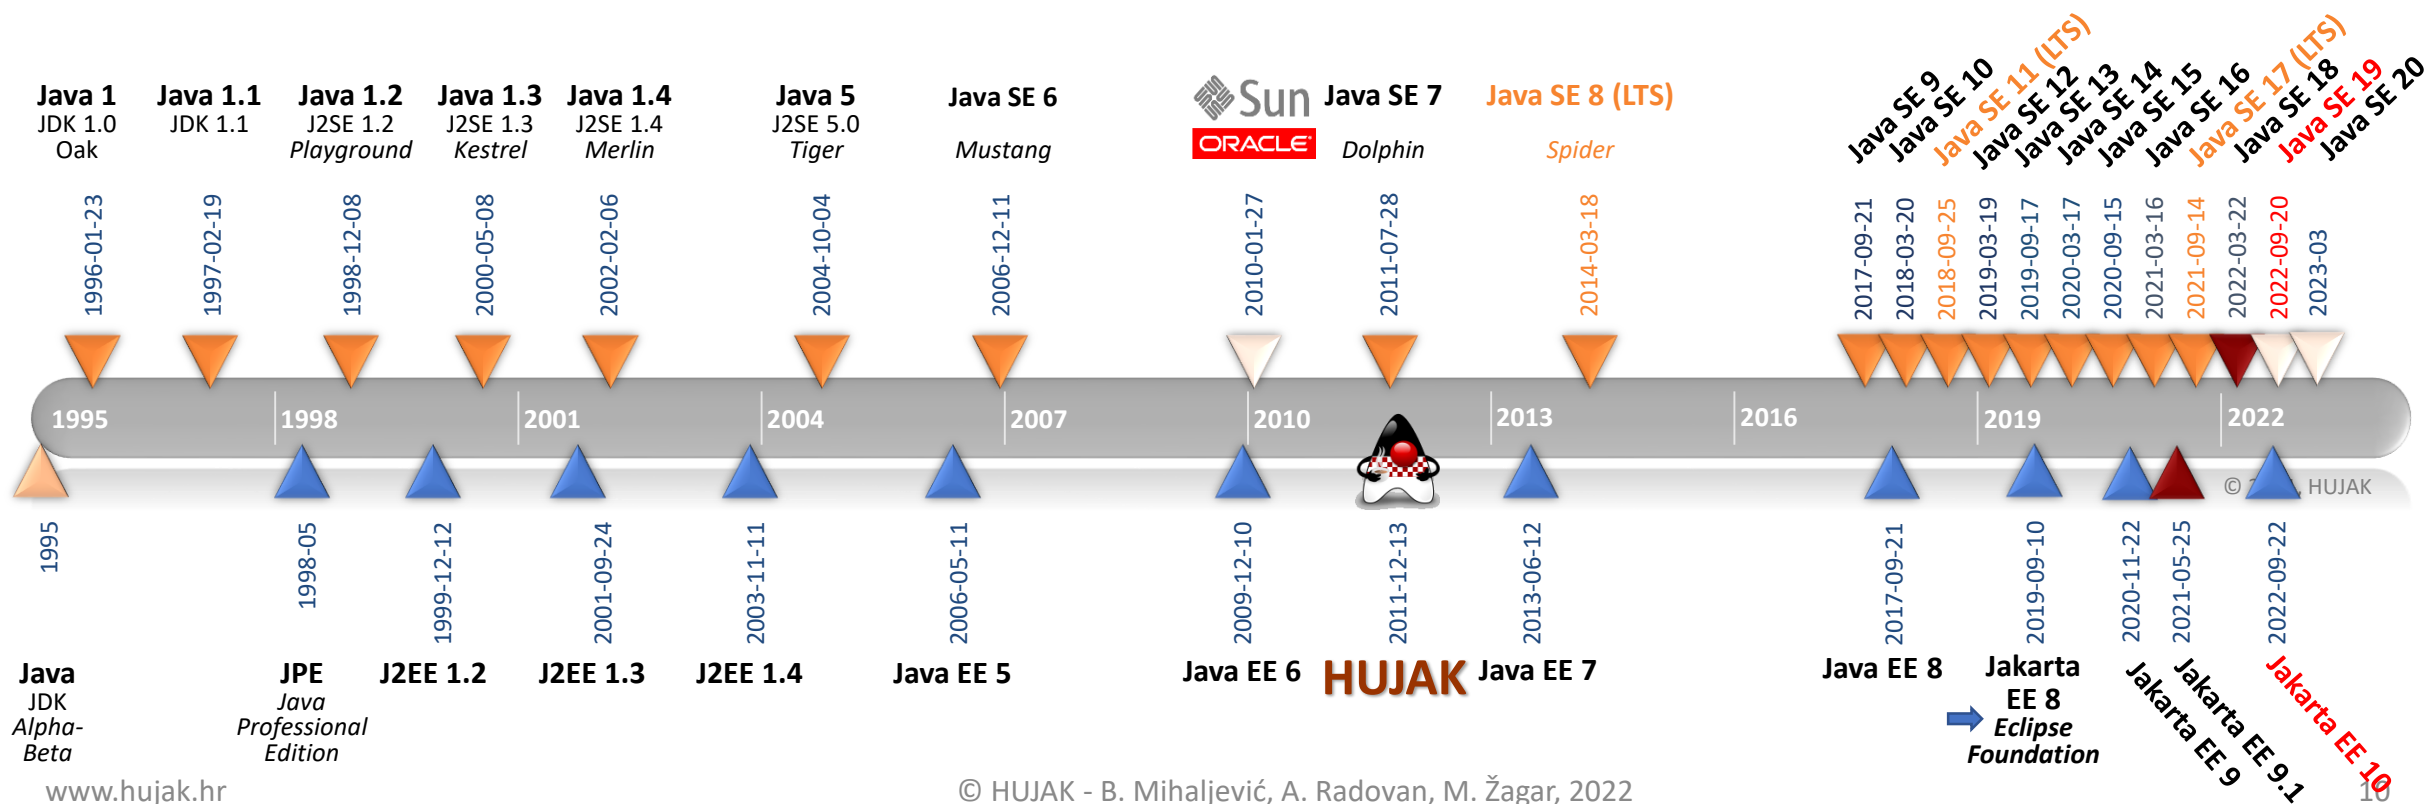 Java 1
JDK 1.0
Oak
1996-01-23
Java 1.1
JDK 1.1
1997-02-19
Java 1.2
J2SE 1.2
Playground
1998-12-08
Java 1.3
J2SE 1.3
Kestrel
2000-05-08
Java 1.4
J2SE 1.4
Merlin
2002-02-06
Java 5
J2SE 5.0
Tiger
2004-10-04
Java SE 6
Mustang
2006-12-11
Sun
ORACLE
2010-01-27
Java SE 7
Dolphin
2011-07-28
Java SE 8 (LTS)
Spider
2014-03-18
Java SE 9
2017-09-21
Java SE 10
2018-03-20
Java SE 11 (LTS)
2018-09-25
Java SE 12
2019-03-19
Java SE 13
2019-09-17
Java SE 14
2020-03-17
Java SE 15
2020-09-15
Java SE 16
2021-03-16
Java SE 17 (LTS)
2021-09-14
Java SE 18
2022-03-22
Java SE 19
2022-09-20
Java SE 20
2023-03
1995
1998
2001
2004
2007
2010
2013
2016
2019
2022
© HUJAK
1995
Java
JDK
Alpha-
Beta
1998-05
JPE
Java
Professional
Edition
1999-12-12
J2EE 1.2
2001-09-24
J2EE 1.3
2003-11-11
J2EE 1.4
2006-05-11
Java EE 5
2009-12-10
Java EE 6
2011-12-13
HUJAK
2013-06-12
Java EE 7
2017-09-21
Java EE 8
2019-09-10
Jakarta
EE 8
Eclipse
Foundation
2020-11-22
Jakarta EE 9
2021-05-25
Jakarta EE 9.1
2022-09-22
Jakarta EE 10
www.hujak.hr
© HUJAK - B. Mihaljević, A. Radovan, M. Žagar, 2022
10